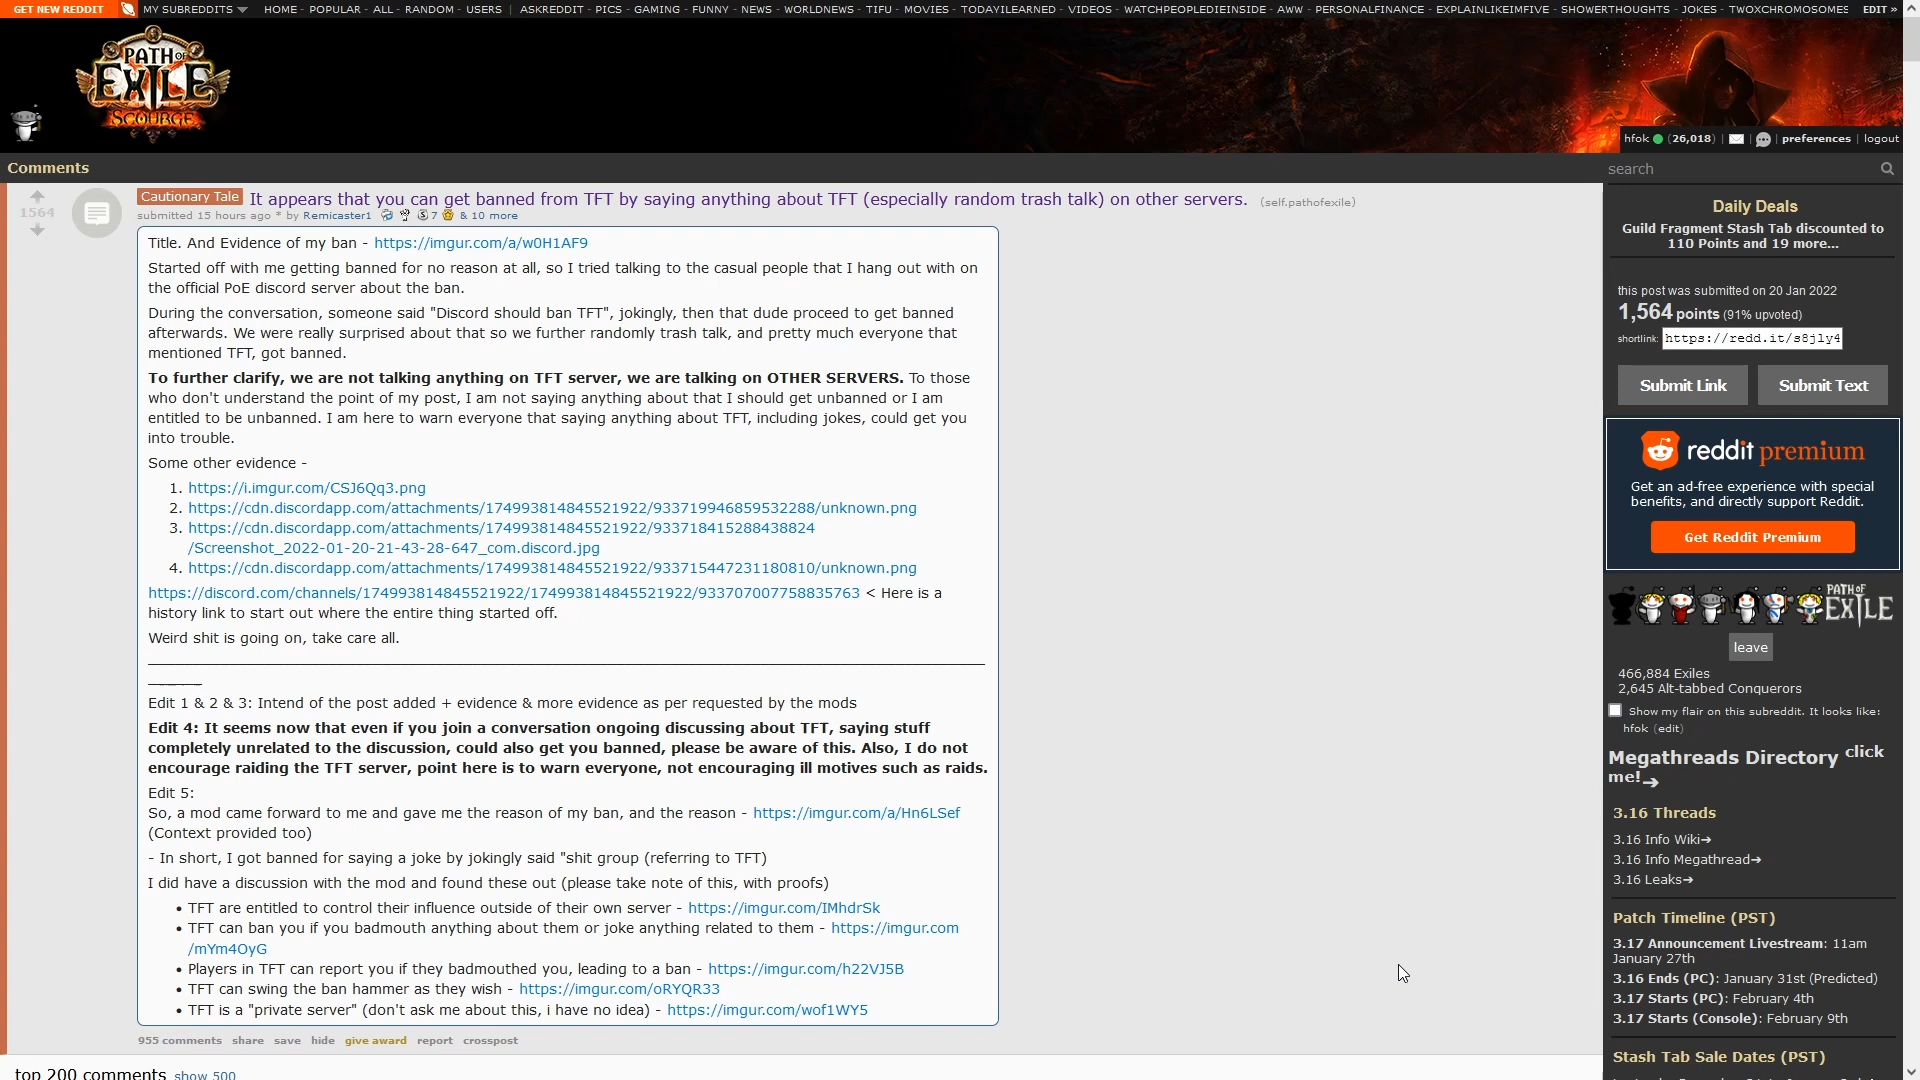 GET NEW REDDIT MY SUBREDDITS HOME - POPULAR - ALL - RANDOM - USERS | ASKREDDIT - PICS - GAMING - FUNNY - NEWS - WORLDNEWS - TIFU - MOVIES - TODAYILEARNED - VIDEOS - WATCHPEOPLEDIEINSIDE - AWW - PERSONALFINANCE - EXPLAINLIKEIMFIVE - SHOWERTHOUGHTS - JOKES - TWOXCHROMOSOMES EDIT »
PATH OF
EXILE
SCOURGE
hfok (26,018) | | | preferences | logout
Comments
search
1564
Cautionary Tale It appears that you can get banned from TFT by saying anything about TFT (especially random trash talk) on other servers. (self.pathofexile)
submitted 15 hours ago * by Remicaster1 7 & 10 more
Title. And Evidence of my ban - https://imgur.com/a/w0H1AF9
Started off with me getting banned for no reason at all, so I tried talking to the casual people that I hang out with on
the official PoE discord server about the ban.
During the conversation, someone said "Discord should ban TFT", jokingly, then that dude proceed to get banned
afterwards. We were really surprised about that so we further randomly trash talk, and pretty much everyone that
mentioned TFT, got banned.
To further clarify, we are not talking anything on TFT server, we are talking on OTHER SERVERS. To those
who don't understand the point of my post, I am not saying anything about that I should get unbanned or I am
entitled to be unbanned. I am here to warn everyone that saying anything about TFT, including jokes, could get you
into trouble.
Some other evidence -
1. https://i.imgur.com/CSJ6Qq3.png
2. https://cdn.discordapp.com/attachments/174993814845521922/933719946859532288/unknown.png
3. https://cdn.discordapp.com/attachments/174993814845521922/933718415288438824
/Screenshot_2022-01-20-21-43-28-647_com.discord.jpg
4. https://cdn.discordapp.com/attachments/174993814845521922/933715447231180810/unknown.png
https://discord.com/channels/174993814845521922/174993814845521922/933707007758835763 < Here is a
history link to start out where the entire thing started off.
Weird shit is going on, take care all.
Edit 1 & 2 & 3: Intend of the post added + evidence & more evidence as per requested by the mods
Edit 4: It seems now that even if you join a conversation ongoing discussing about TFT, saying stuff
completely unrelated to the discussion, could also get you banned, please be aware of this. Also, I do not
encourage raiding the TFT server, point here is to warn everyone, not encouraging ill motives such as raids.
Edit 5:
So, a mod came forward to me and gave me the reason of my ban, and the reason - https://imgur.com/a/Hn6LSef
(Context provided too)
- In short, I got banned for saying a joke by jokingly said "shit group (referring to TFT)
I did have a discussion with the mod and found these out (please take note of this, with proofs)
• TFT are entitled to control their influence outside of their own server - https://imgur.com/IMhdrSk
• TFT can ban you if you badmouth anything about them or joke anything related to them - https://imgur.com
/mYm4OyG
• Players in TFT can report you if they badmouthed you, leading to a ban - https://imgur.com/h22VJ5B
• TFT can swing the ban hammer as they wish - https://imgur.com/oRYQR33
• TFT is a "private server" (don't ask me about this, i have no idea) - https://imgur.com/wof1WY5
955 comments share save hide give award report crosspost
top 200 comments show 500
Daily Deals
Guild Fragment Stash Tab discounted to
110 Points and 19 more...
this post was submitted on 20 Jan 2022
1,564 points (91% upvoted)
shortlink: https://redd.it/s8jly4
Submit Link Submit Text
reddit premium
Get an ad-free experience with special
benefits, and directly support Reddit.
Get Reddit Premium
PATH OF
EXILE
leave
466,884 Exiles
2,645 Alt-tabbed Conquerors
Show my flair on this subreddit. It looks like:
hfok (edit)
Megathreads Directory click
me!➔
3.16 Threads
3.16 Info Wiki➔
3.16 Info Megathread➔
3.16 Leaks➔
Patch Timeline (PST)
3.17 Announcement Livestream: 11am
January 27th
3.16 Ends (PC): January 31st (Predicted)
3.17 Starts (PC): February 4th
3.17 Starts (Console): February 9th
Stash Tab Sale Dates (PST)